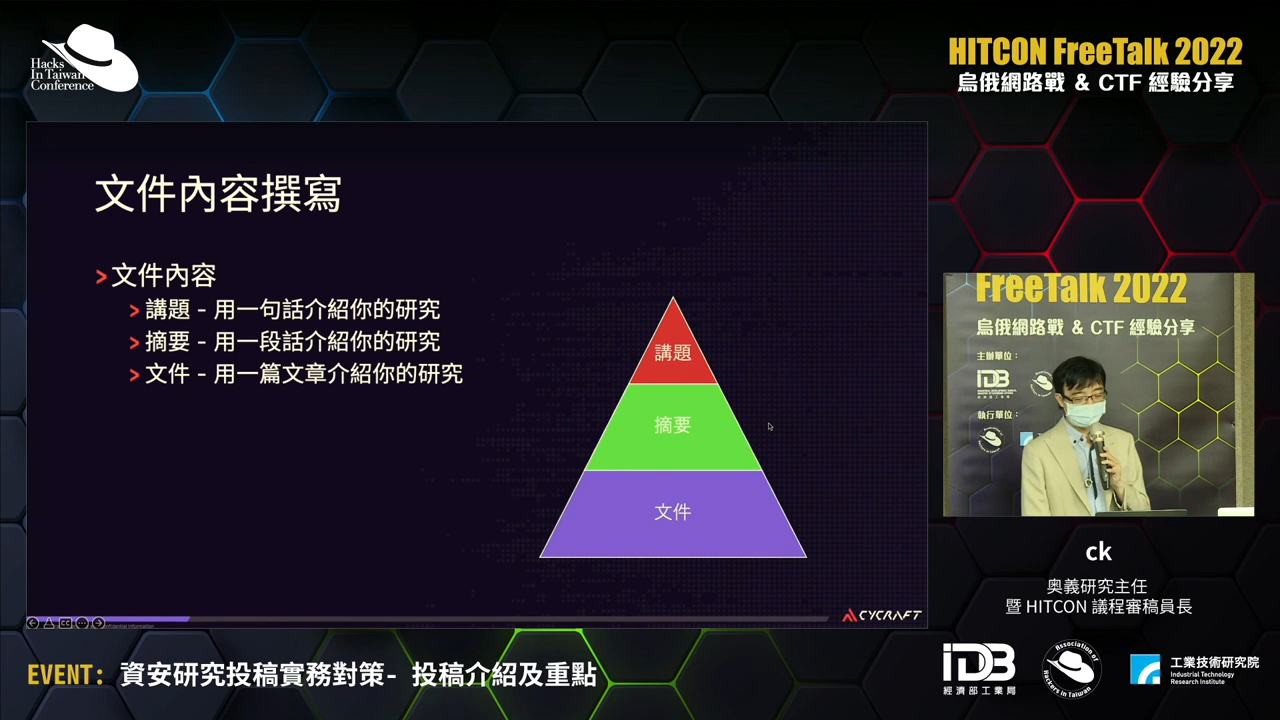 Hacks
In Taiwan
Conference
HITCON FreeTalk 2022
烏俄網路戰 & CTF 經驗分享
文件內容撰寫
文件內容
講題 - 用一句話介紹你的研究
摘要 - 用一段話介紹你的研究
文件 - 用一篇文章介紹你的研究
講題
摘要
文件
CYCRAFT
FreeTalk 2022
烏俄網路戰 & CTF 經驗分享
主辦單位：
IDB
執行單位：
ck
奧義研究主任
暨 HITCON 議程審稿員長
EVENT： 資安研究投稿實務對策- 投稿介紹及重點
IDB
經濟部工業局
Association of
Hackers in Taiwan
工業技術研究院
Industrial Technology
Research Institute